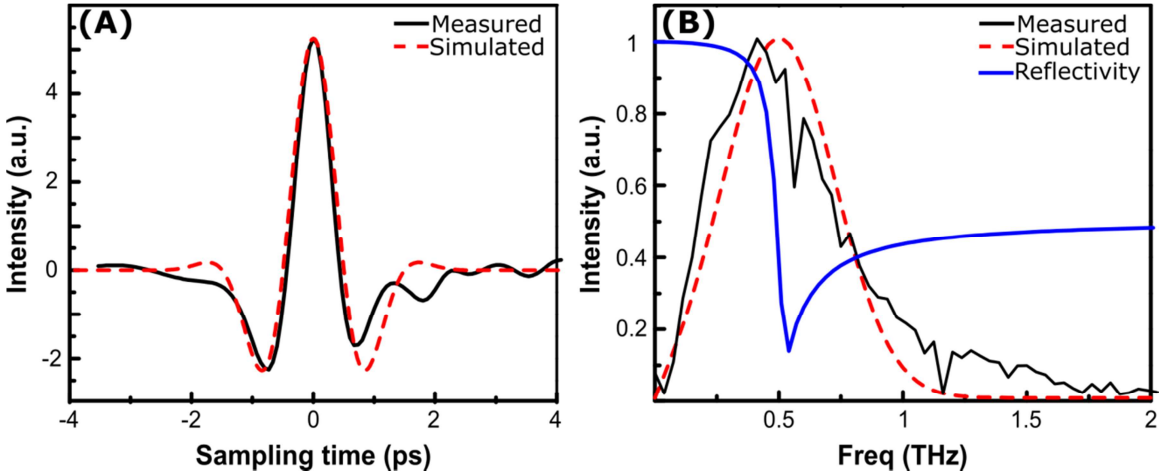 (A)
Measured
Simulated
4
2
0
-2
-4
-2
0
2
4
Intensity (a.u.)
Sampling time (ps)
(B)
Measured
Simulated
Reflectivity
1
0.8
0.6
0.4
0.2
0.5
1
1.5
2
Intensity (a.u.)
Freq (THz)